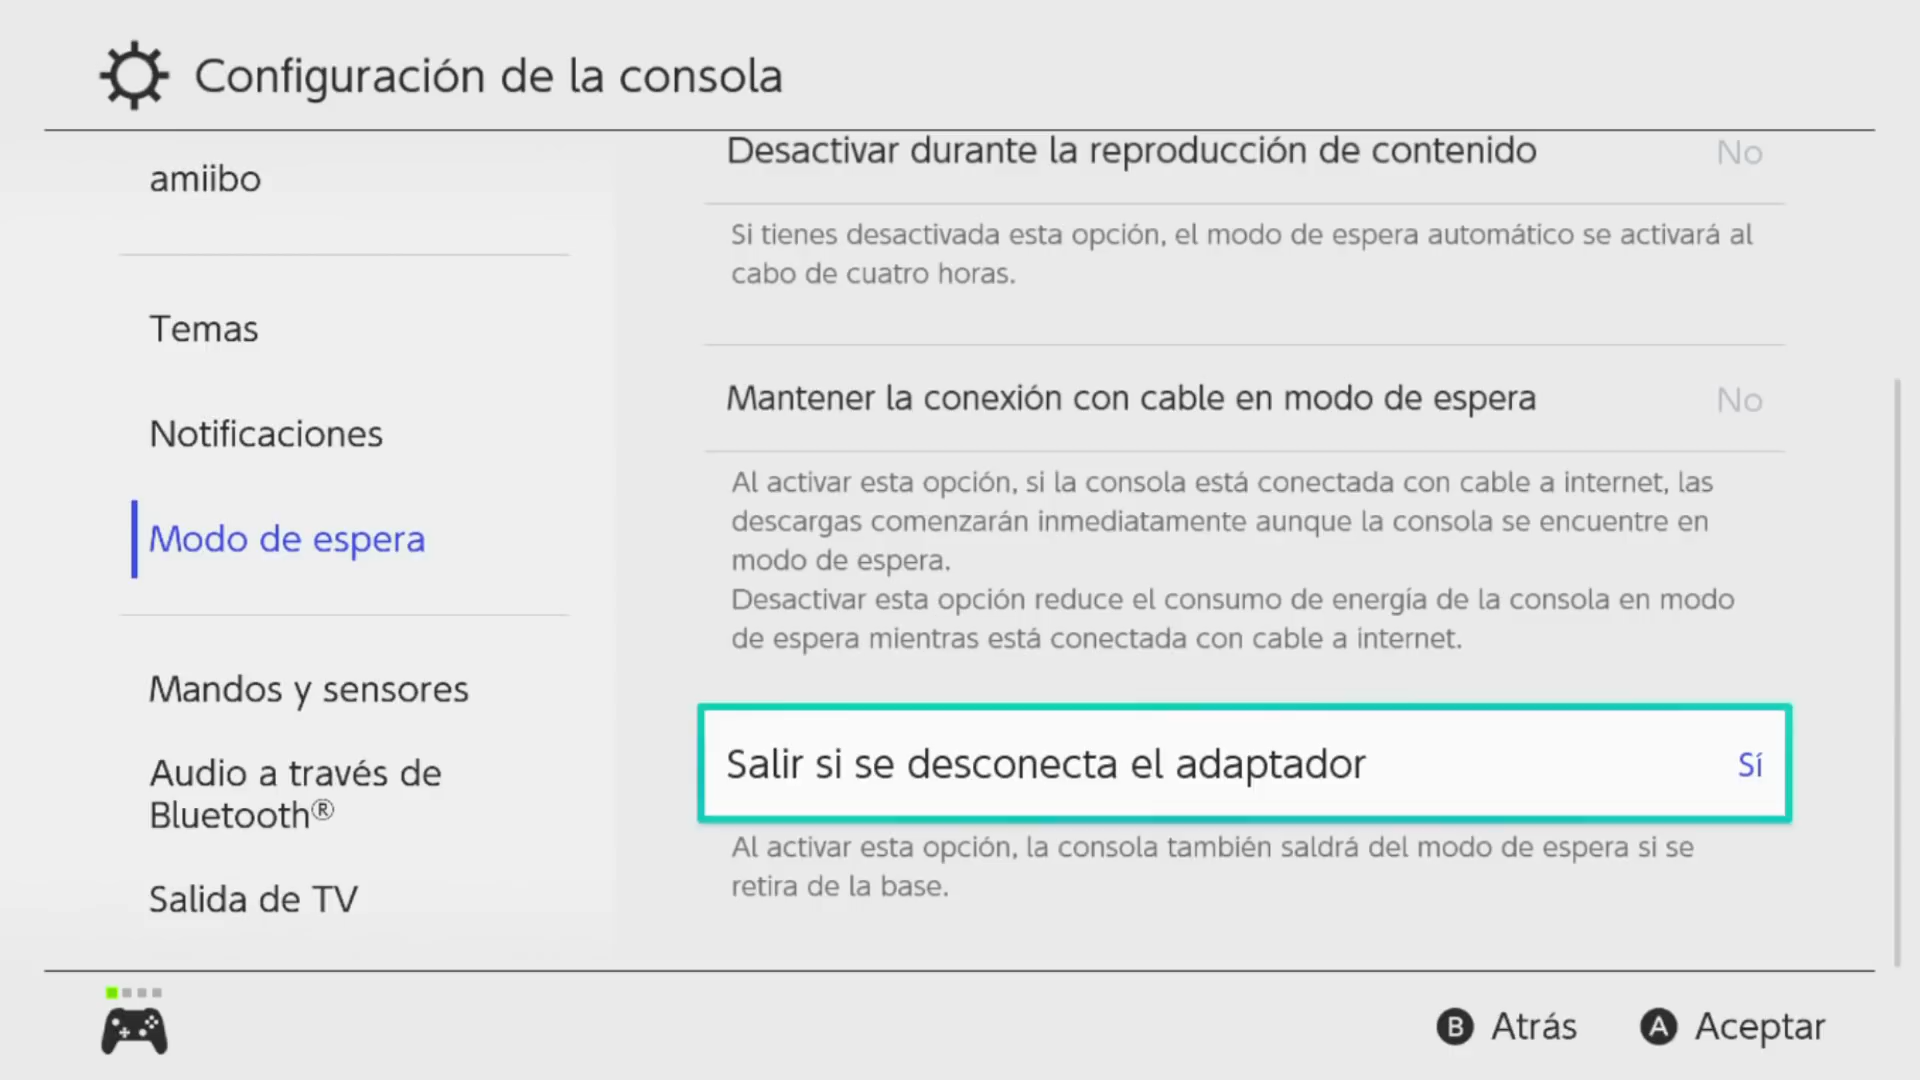 Configuración de la consola
amiibo
Temas
Notificaciones
Modo de espera
Mandos y sensores
Audio a través de
Bluetooth®
Salida de TV
Desactivar durante la reproducción de contenido No
Si tienes desactivada esta opción, el modo de espera automático se activará al
cabo de cuatro horas.
Mantener la conexión con cable en modo de espera No
Al activar esta opción, si la consola está conectada con cable a internet, las
descargas comenzarán inmediatamente aunque la consola se encuentre en
modo de espera.
Desactivar esta opción reduce el consumo de energía de la consola en modo
de espera mientras está conectada con cable a internet.
Salir si se desconecta el adaptador Sí
Al activar esta opción, la consola también saldrá del modo de espera si se
retira de la base.
B Atrás A Aceptar